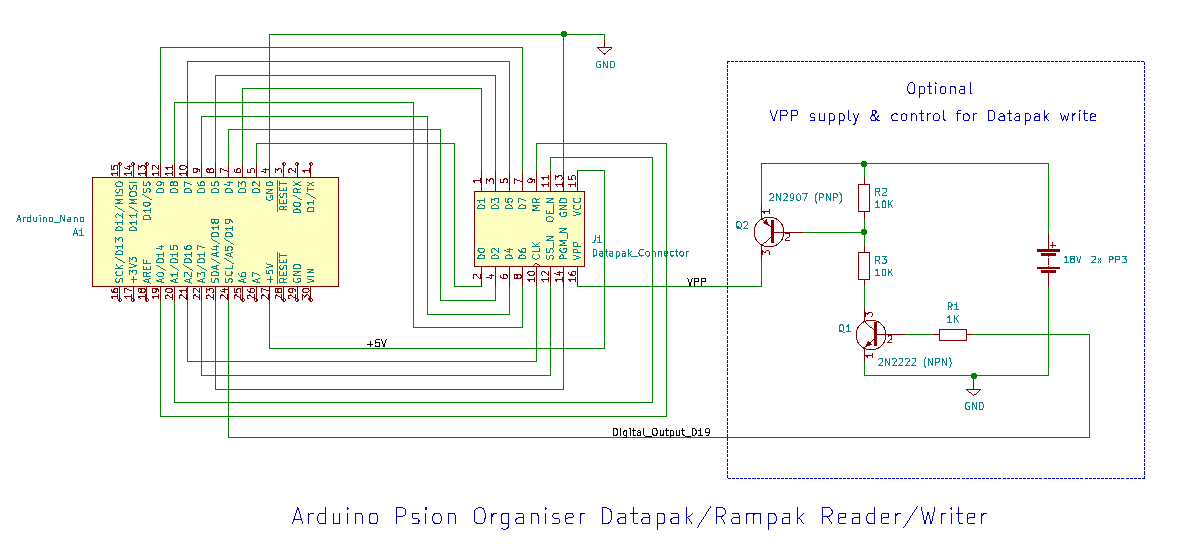 GND
Optional
VPP supply & control for Datapak write
15 14 13 12 11 10 9 8 7 6 5 4 3 2 1
D12/MISO D11/MOSI D10/SS D9 D8 D7 D6 D5 D4 D3 D2 GND RESET D0/RX D1/TX
Arduino_Nano
A1
SCK/D13 +3V3 AREF A0/D14 A1/D15 A2/D16 A3/D17 SDA/A4/D18 SCL/A5/D19 A6 A7 +5V RESET GND VIN
16 17 18 19 20 21 22 23 24 25 26 27 28 29 30
1 3 5 7 9 11 13 15
D1 D3 D5 D7 MR OE_N GND VCC
D0 D2 D4 D6 CLK SS_N PGM_N VPP
2 4 6 8 10 12 14 16
J1
Datapak_Connector
VPP
+5V
Digital_Output_D19
2N2907 (PNP)
Q2
1
2
3
R2
10K
R3
10K
+
18V 2x PP3
R1
1K
Q1
3
2
1
2N2222 (NPN)
GND
Arduino Psion Organiser Datapak/Rampak Reader/Writer